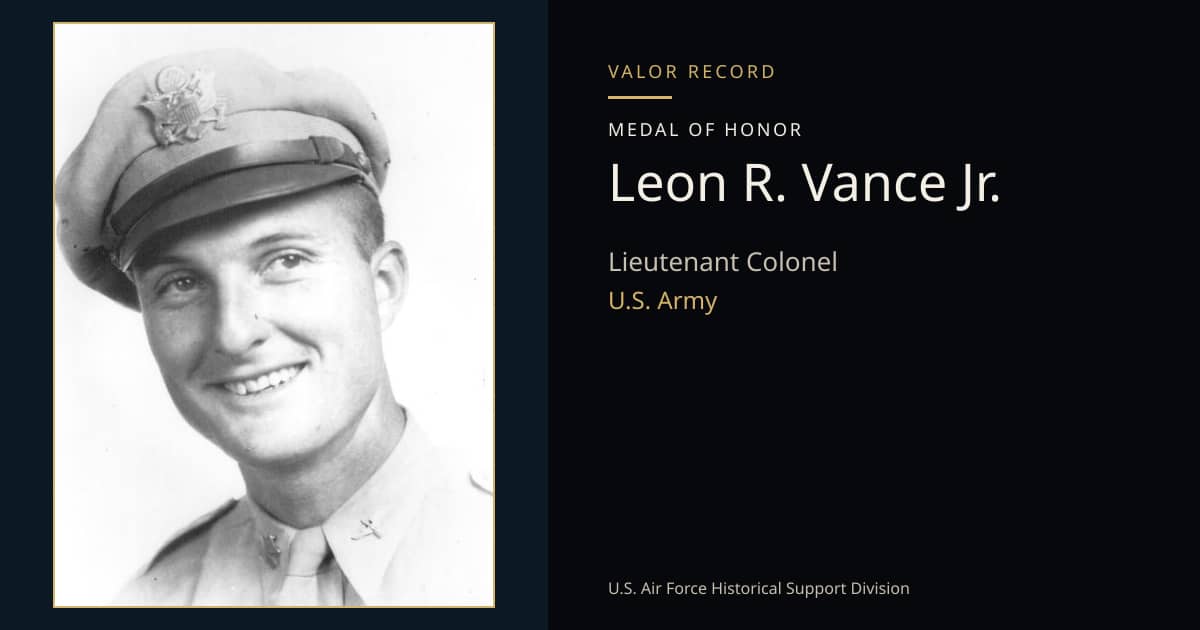 VALOR RECORD
MEDAL OF HONOR
Leon R. Vance Jr.
Lieutenant Colonel
U.S. Army
U.S. Air Force Historical Support Division